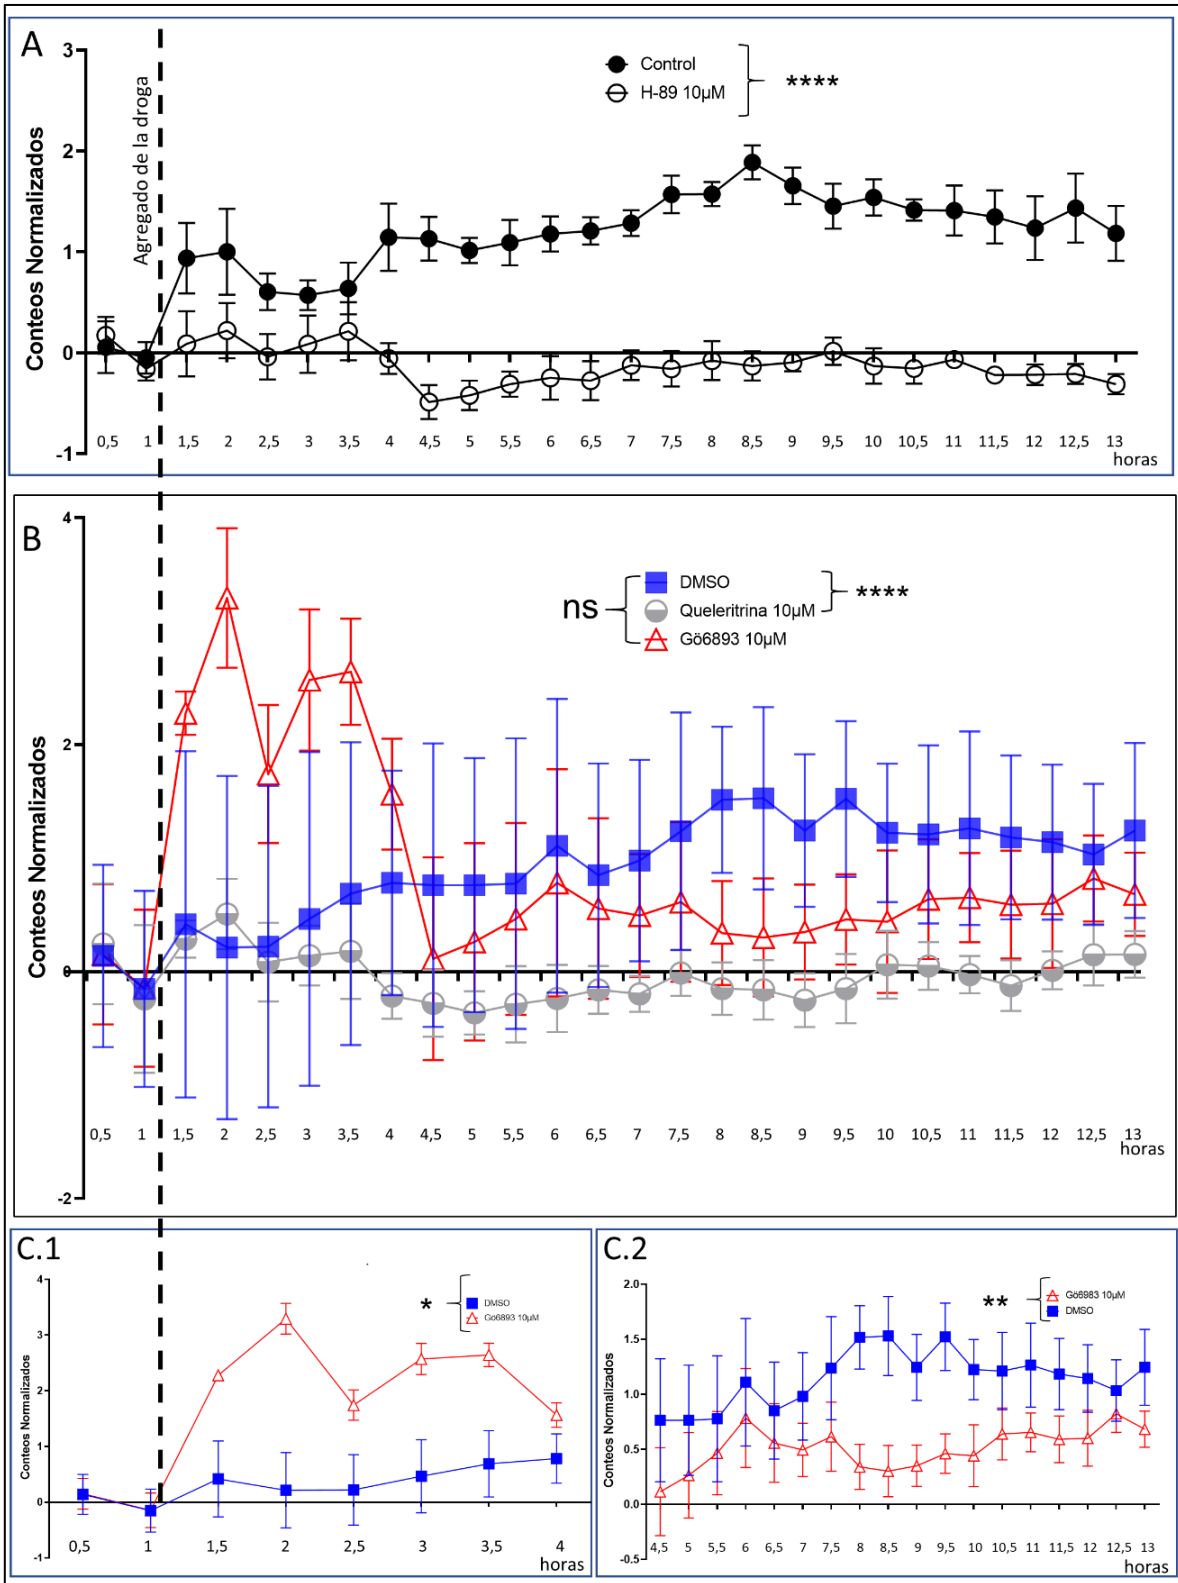 A
3
2
1
0
-1
Conteos Normalizados
Agregado de la droga
Control
H-89 10µM
****
0,5 1 1,5 2 2,5 3 3,5 4 4,5 5 5,5 6 6,5 7 7,5 8 8,5 9 9,5 10 10,5 11 11,5 12 12,5 13
horas
B
4
2
0
-2
Conteos Normalizados
ns
DMSO
Queleritrina 10µM
Gö6893 10µM
****
0,5 1 1,5 2 2,5 3 3,5 4 4,5 5 5,5 6 6,5 7 7,5 8 8,5 9 9,5 10 10,5 11 11,5 12 12,5 13
horas
C.1
4
3
2
1
0
-1
Conteos Normalizados
*
DMSO
Gö6893 10µM
0,5 1 1,5 2 2,5 3 3,5 4
horas
C.2
2.0
1.5
1.0
0.5
0.0
-0.5
Conteos Normalizados
**
Gö6983 10µM
DMSO
4,5 5 5,5 6 6,5 7 7,5 8 8,5 9 9,5 10 10,5 11 11,5 12 12,5 13
horas